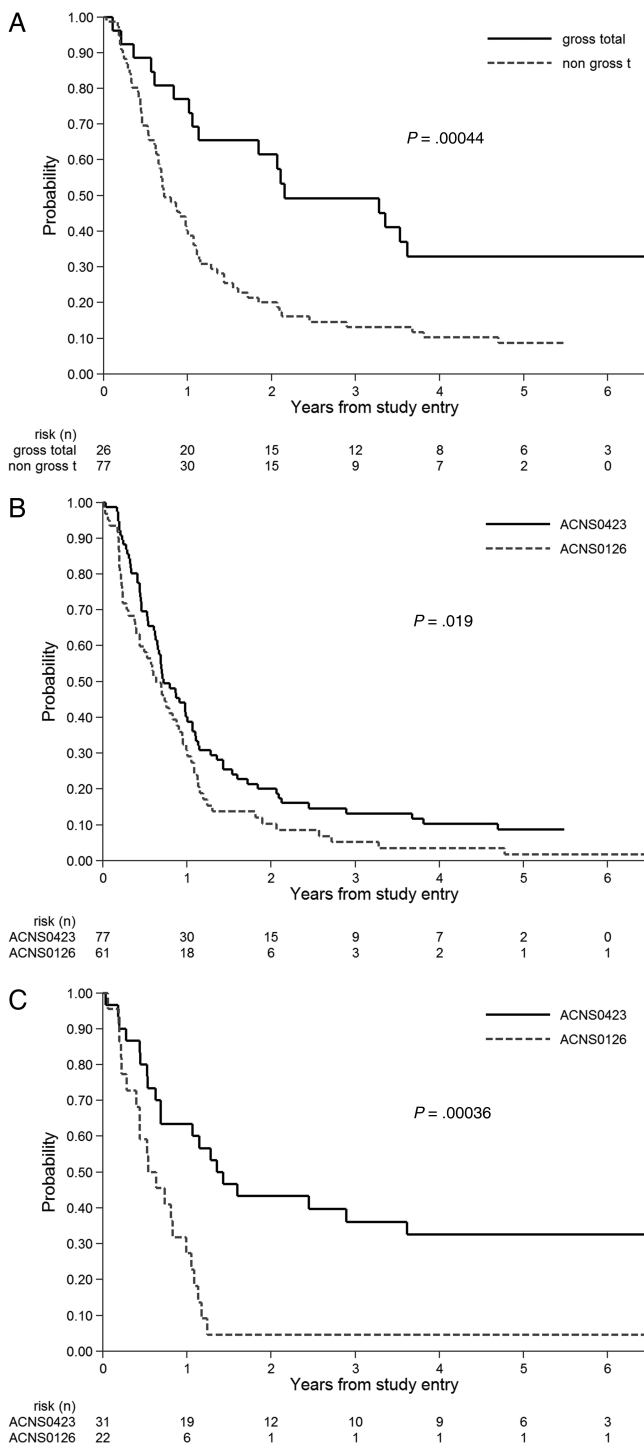 A
1.00
0.90
0.80
0.70
0.60
0.50
0.40
0.30
0.20
0.10
0.00
Probability
gross total
non gross t
P = .00044
0 1 2 3 4 5 6
Years from study entry
risk (n)
gross total 26 20 15 12 8 6 3
non gross t 77 30 15 9 7 2 0
B
1.00
0.90
0.80
0.70
0.60
0.50
0.40
0.30
0.20
0.10
0.00
Probability
ACNS0423
ACNS0126
P = .019
0 1 2 3 4 5 6
Years from study entry
risk (n)
ACNS0423 77 30 15 9 7 2 0
ACNS0126 61 18 6 3 2 1 1
C
1.00
0.90
0.80
0.70
0.60
0.50
0.40
0.30
0.20
0.10
0.00
Probability
ACNS0423
ACNS0126
P = .00036
0 1 2 3 4 5 6
Years from study entry
risk (n)
ACNS0423 31 19 12 10 9 6 3
ACNS0126 22 6 1 1 1 1 1